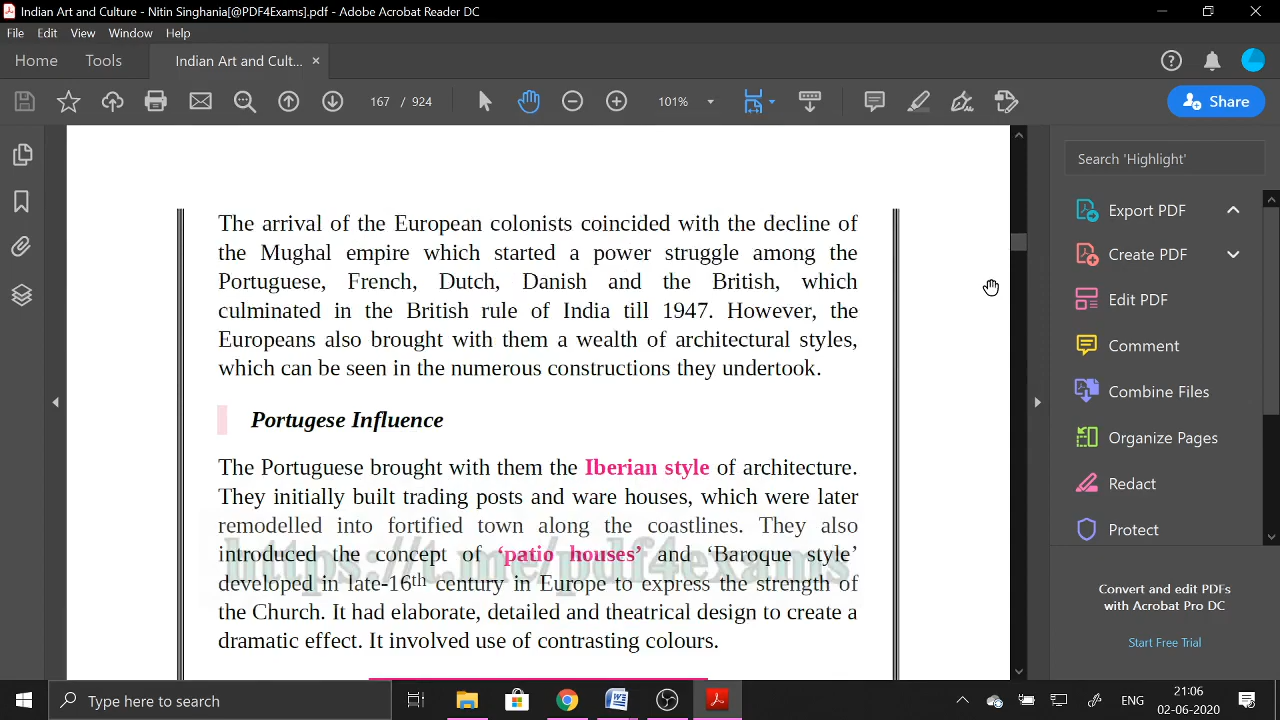 Indian Art and Culture - Nitin Singhania[@PDF4Exams].pdf - Adobe Acrobat Reader DC
File Edit View Window Help
Home Tools Indian Art and Cult... ×
167 / 924 101% Share
Search 'Highlight'
The arrival of the European colonists coincided with the decline of
the Mughal empire which started a power struggle among the
Portuguese, French, Dutch, Danish and the British, which
culminated in the British rule of India till 1947. However, the
Europeans also brought with them a wealth of architectural styles,
which can be seen in the numerous constructions they undertook.
Portugese Influence
The Portuguese brought with them the Iberian style of architecture.
They initially built trading posts and ware houses, which were later
remodelled into fortified town along the coastlines. They also
introduced the concept of ‘patio houses’ and ‘Baroque style’
developed in late-16th century in Europe to express the strength of
the Church. It had elaborate, detailed and theatrical design to create a
dramatic effect. It involved use of contrasting colours.
https://t.me/pdf4exams
Export PDF
Create PDF
Edit PDF
Comment
Combine Files
Organize Pages
Redact
Protect
Convert and edit PDFs
with Acrobat Pro DC
Start Free Trial
Type here to search
ENG
21:06
02-06-2020